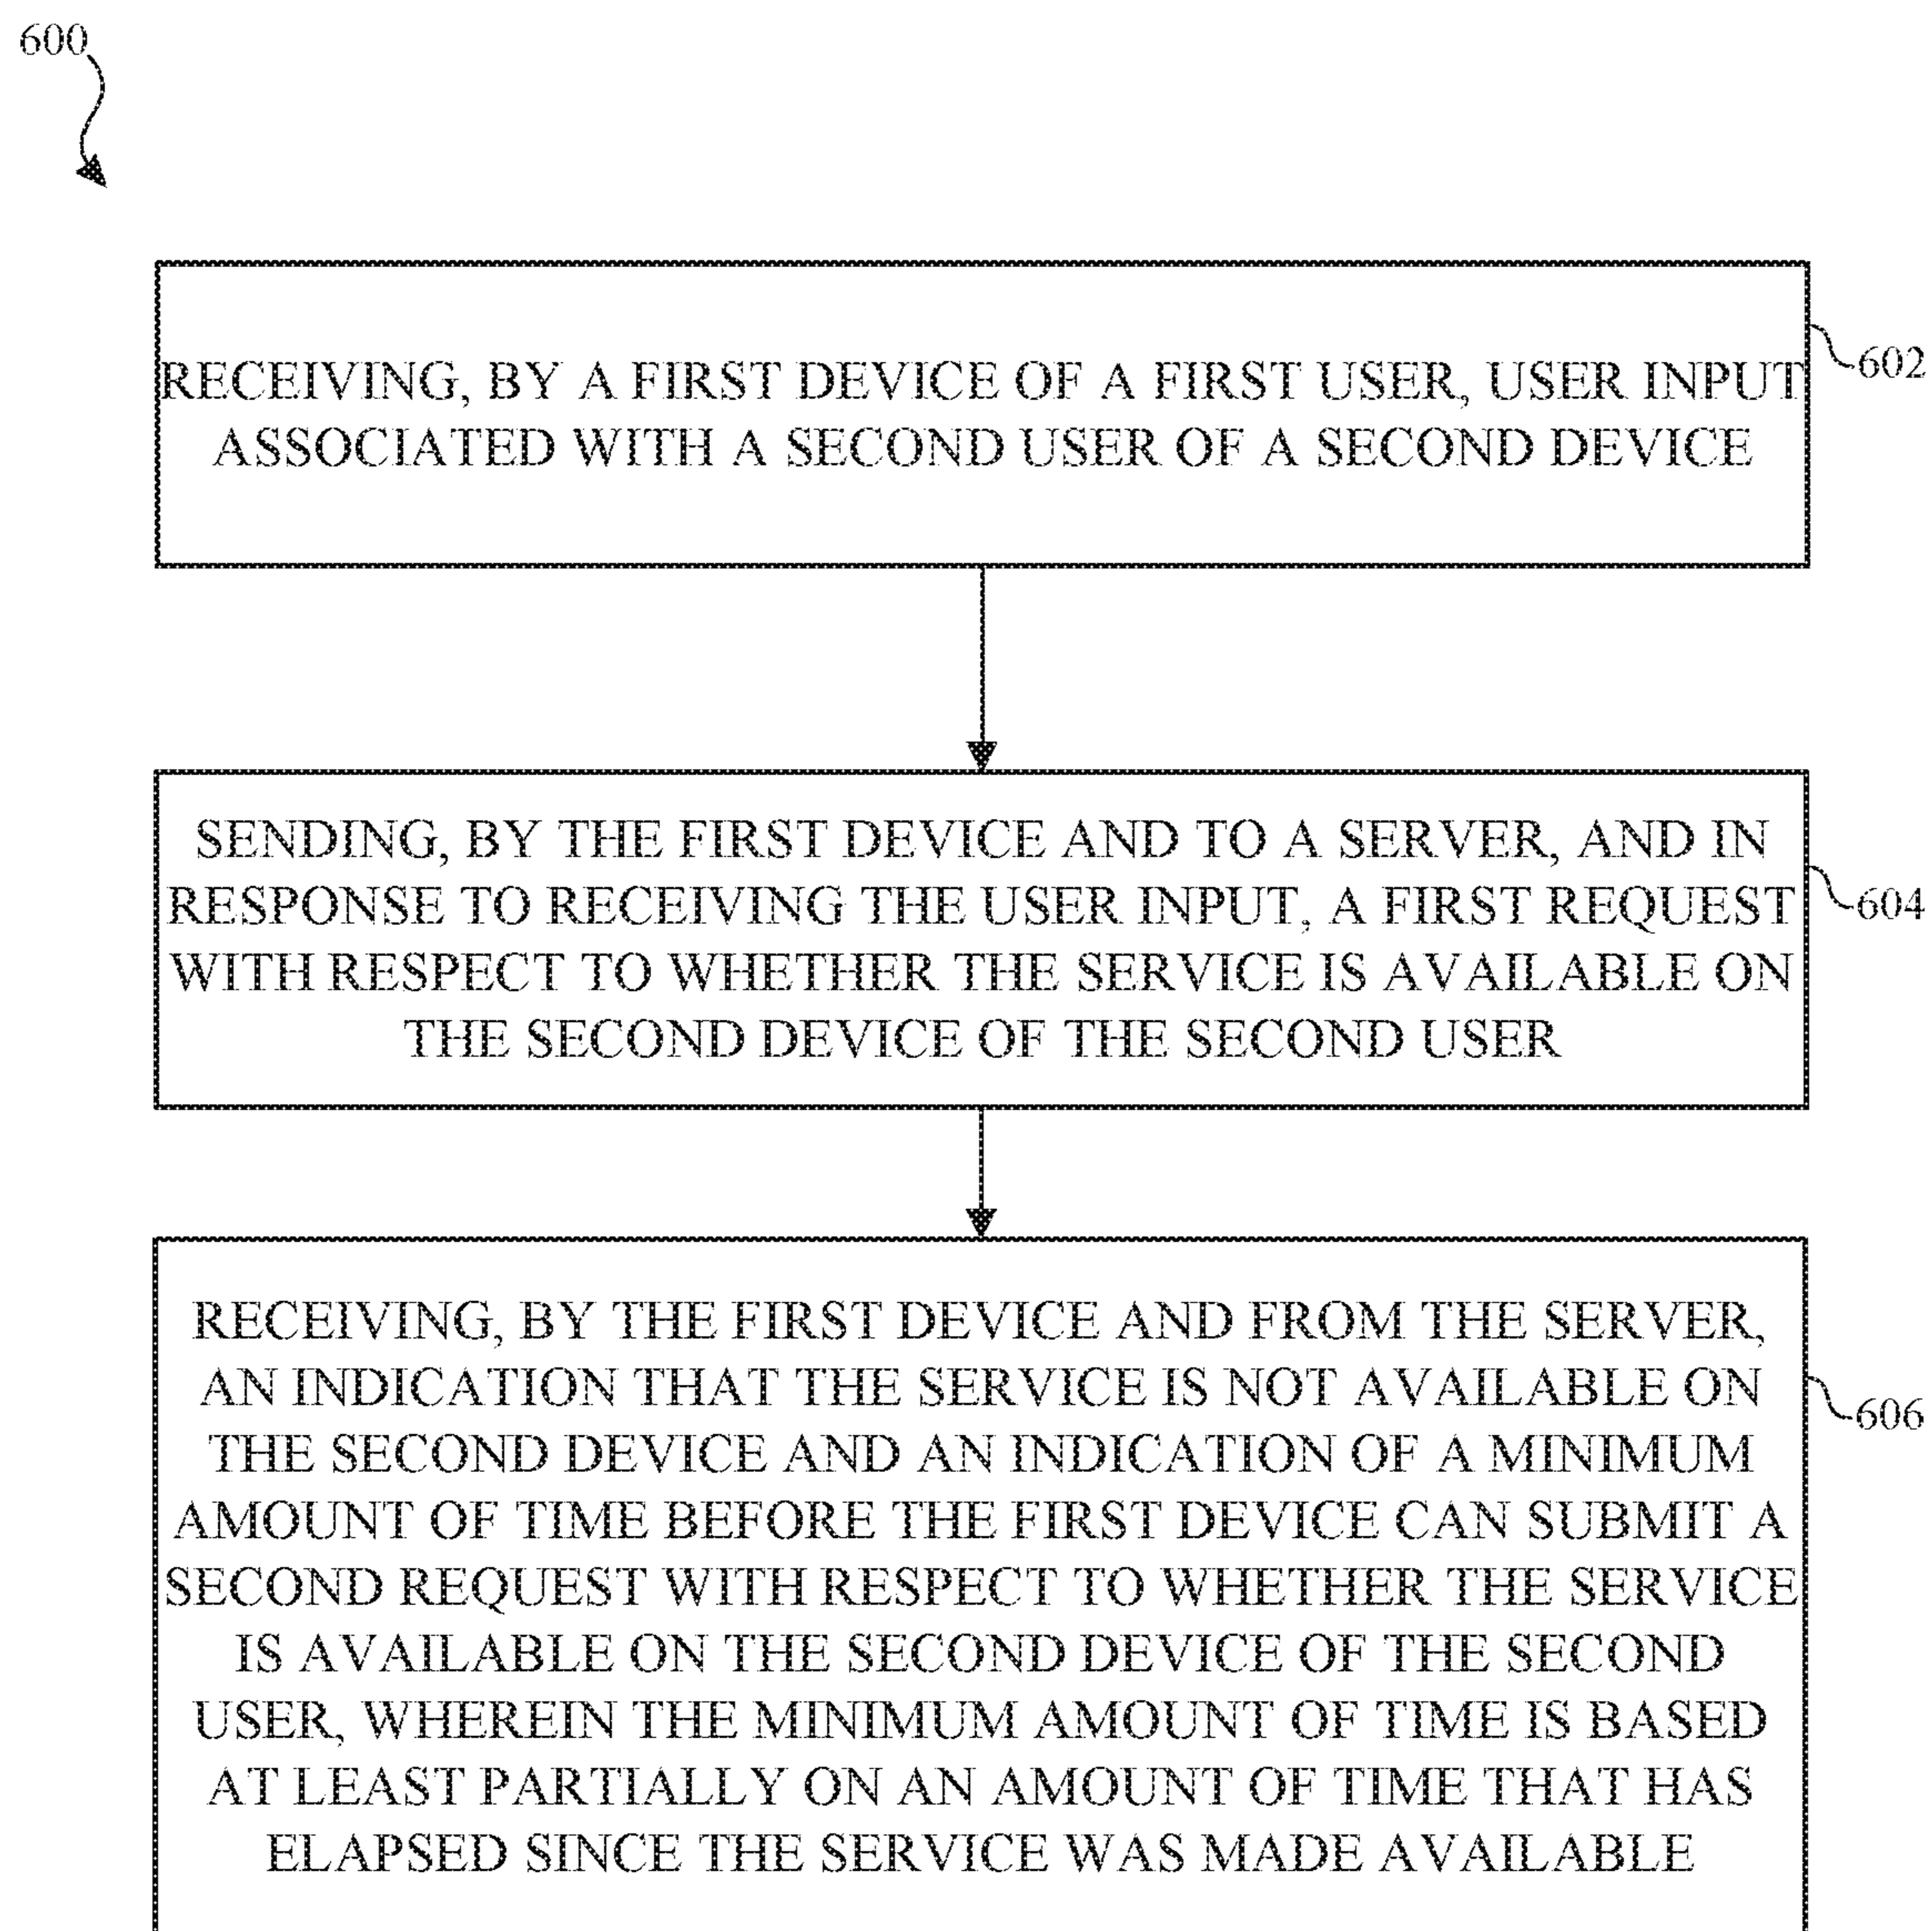 600
RECEIVING, BY A FIRST DEVICE OF A FIRST USER, USER INPUT
ASSOCIATED WITH A SECOND USER OF A SECOND DEVICE
602
SENDING, BY THE FIRST DEVICE AND TO A SERVER, AND IN
RESPONSE TO RECEIVING THE USER INPUT, A FIRST REQUEST
WITH RESPECT TO WHETHER THE SERVICE IS AVAILABLE ON
THE SECOND DEVICE OF THE SECOND USER
604
RECEIVING, BY THE FIRST DEVICE AND FROM THE SERVER,
AN INDICATION THAT THE SERVICE IS NOT AVAILABLE ON
THE SECOND DEVICE AND AN INDICATION OF A MINIMUM
AMOUNT OF TIME BEFORE THE FIRST DEVICE CAN SUBMIT A
SECOND REQUEST WITH RESPECT TO WHETHER THE SERVICE
IS AVAILABLE ON THE SECOND DEVICE OF THE SECOND
USER, WHEREIN THE MINIMUM AMOUNT OF TIME IS BASED
AT LEAST PARTIALLY ON AN AMOUNT OF TIME THAT HAS
ELAPSED SINCE THE SERVICE WAS MADE AVAILABLE
606